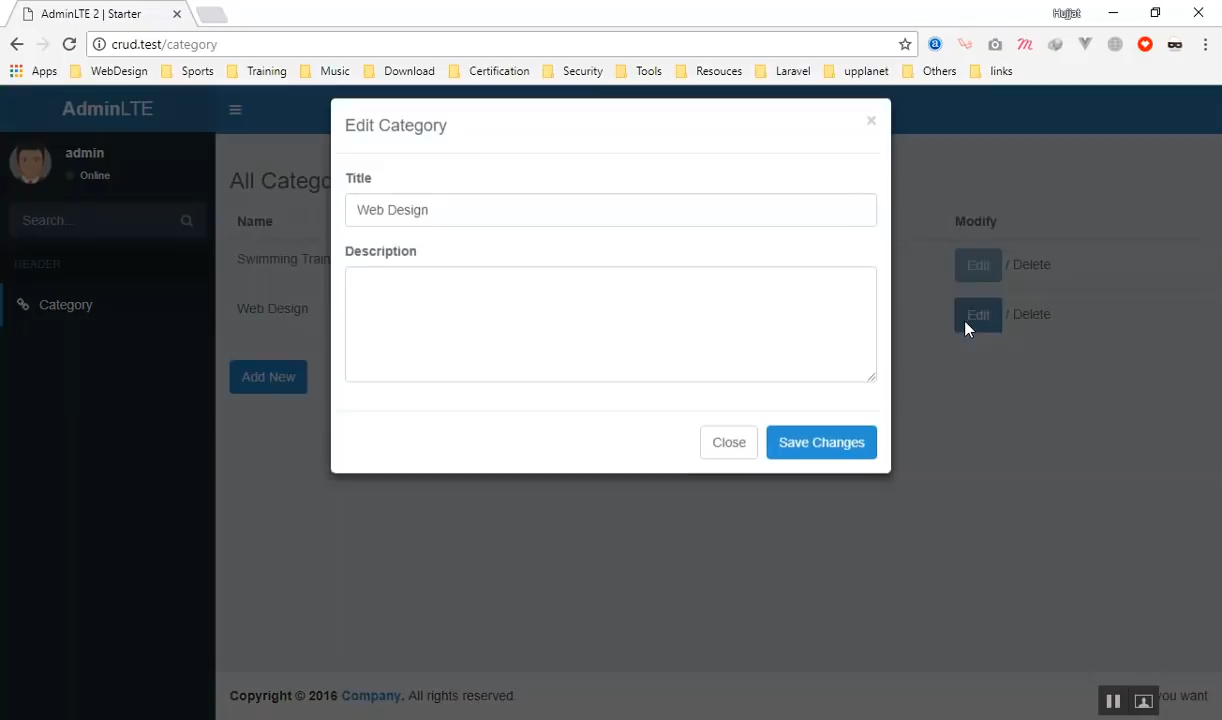 AdminLTE 2 | Starter
Hujjat
crud.test/category
Apps WebDesign Sports Training Music Download Certification Security Tools Resouces Laravel upplanet Others links
AdminLTE
admin
Online
Search...
HEADER
Category
All Catego
Name
Modify
Swimming Train
Edit / Delete
Web Design
Edit / Delete
Add New
Edit Category
×
Title
Web Design
Description
Close
Save Changes
Copyright © 2016 Company. All rights reserved.
you want